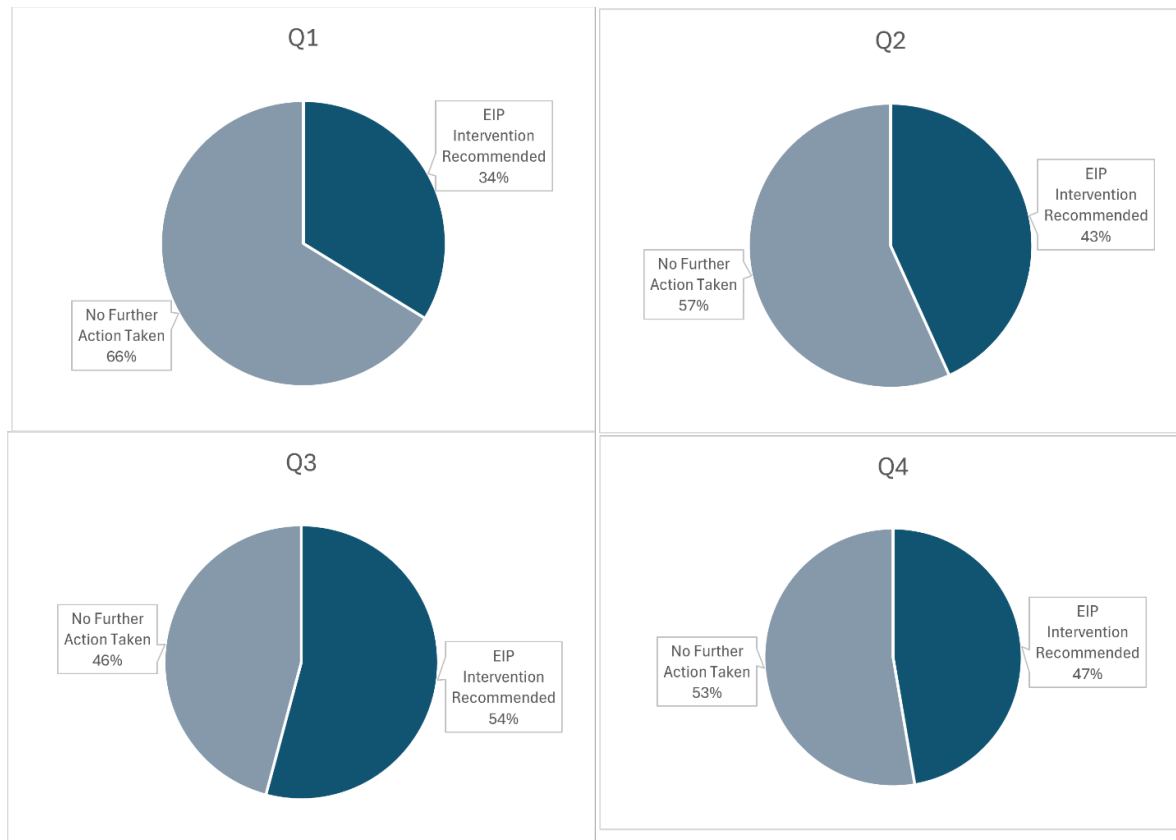 Q1
EIP
Intervention
Recommended
34%
No Further
Action Taken
66%
Q2
EIP
Intervention
Recommended
43%
No Further
Action Taken
57%
Q3
No Further
Action Taken
46%
EIP
Intervention
Recommended
54%
Q4
EIP
Intervention
Recommended
47%
No Further
Action Taken
53%